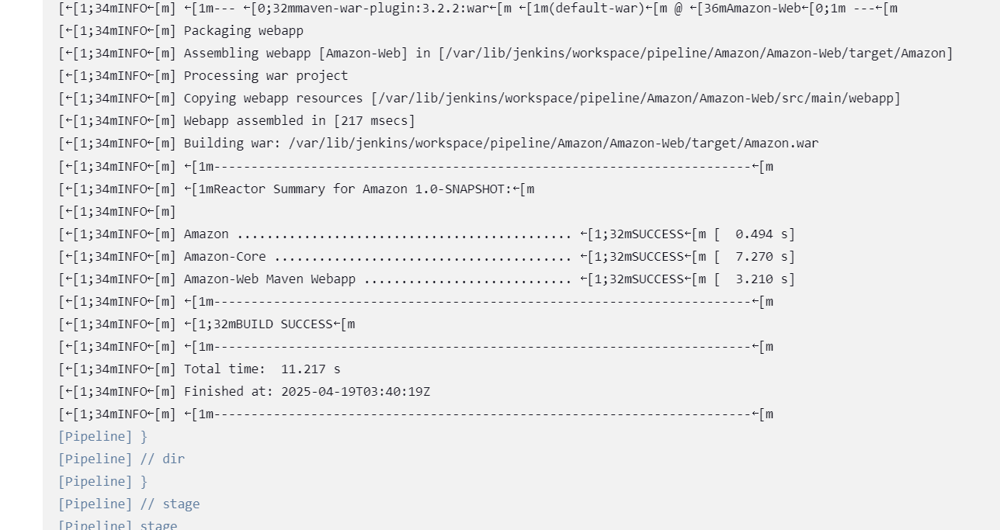 [←[1;34mINFO←[m] ←[1m--- ←[0;32mmaven-war-plugin:3.2.2:war←[m ←[1m(default-war)←[m @ ←[36mAmazon-Web←[0;1m ---←[m
[←[1;34mINFO←[m] Packaging webapp
[←[1;34mINFO←[m] Assembling webapp [Amazon-Web] in [/var/lib/jenkins/workspace/pipeline/Amazon/Amazon-Web/target/Amazon]
[←[1;34mINFO←[m] Processing war project
[←[1;34mINFO←[m] Copying webapp resources [/var/lib/jenkins/workspace/pipeline/Amazon/Amazon-Web/src/main/webapp]
[←[1;34mINFO←[m] Webapp assembled in [217 msecs]
[←[1;34mINFO←[m] Building war: /var/lib/jenkins/workspace/pipeline/Amazon/Amazon-Web/target/Amazon.war
[←[1;34mINFO←[m] ←[1m------------------------------------------------------------------------←[m
[←[1;34mINFO←[m] ←[1mReactor Summary for Amazon 1.0-SNAPSHOT:←[m
[←[1;34mINFO←[m]
[←[1;34mINFO←[m] Amazon ............................................. ←[1;32mSUCCESS←[m [  0.494 s]
[←[1;34mINFO←[m] Amazon-Core ........................................ ←[1;32mSUCCESS←[m [  7.270 s]
[←[1;34mINFO←[m] Amazon-Web Maven Webapp ............................ ←[1;32mSUCCESS←[m [  3.210 s]
[←[1;34mINFO←[m] ←[1m------------------------------------------------------------------------←[m
[←[1;34mINFO←[m] ←[1;32mBUILD SUCCESS←[m
[←[1;34mINFO←[m] ←[1m------------------------------------------------------------------------←[m
[←[1;34mINFO←[m] Total time:  11.217 s
[←[1;34mINFO←[m] Finished at: 2025-04-19T03:40:19Z
[←[1;34mINFO←[m] ←[1m------------------------------------------------------------------------←[m
[Pipeline] }
[Pipeline] // dir
[Pipeline] }
[Pipeline] // stage
[Pipeline] stage